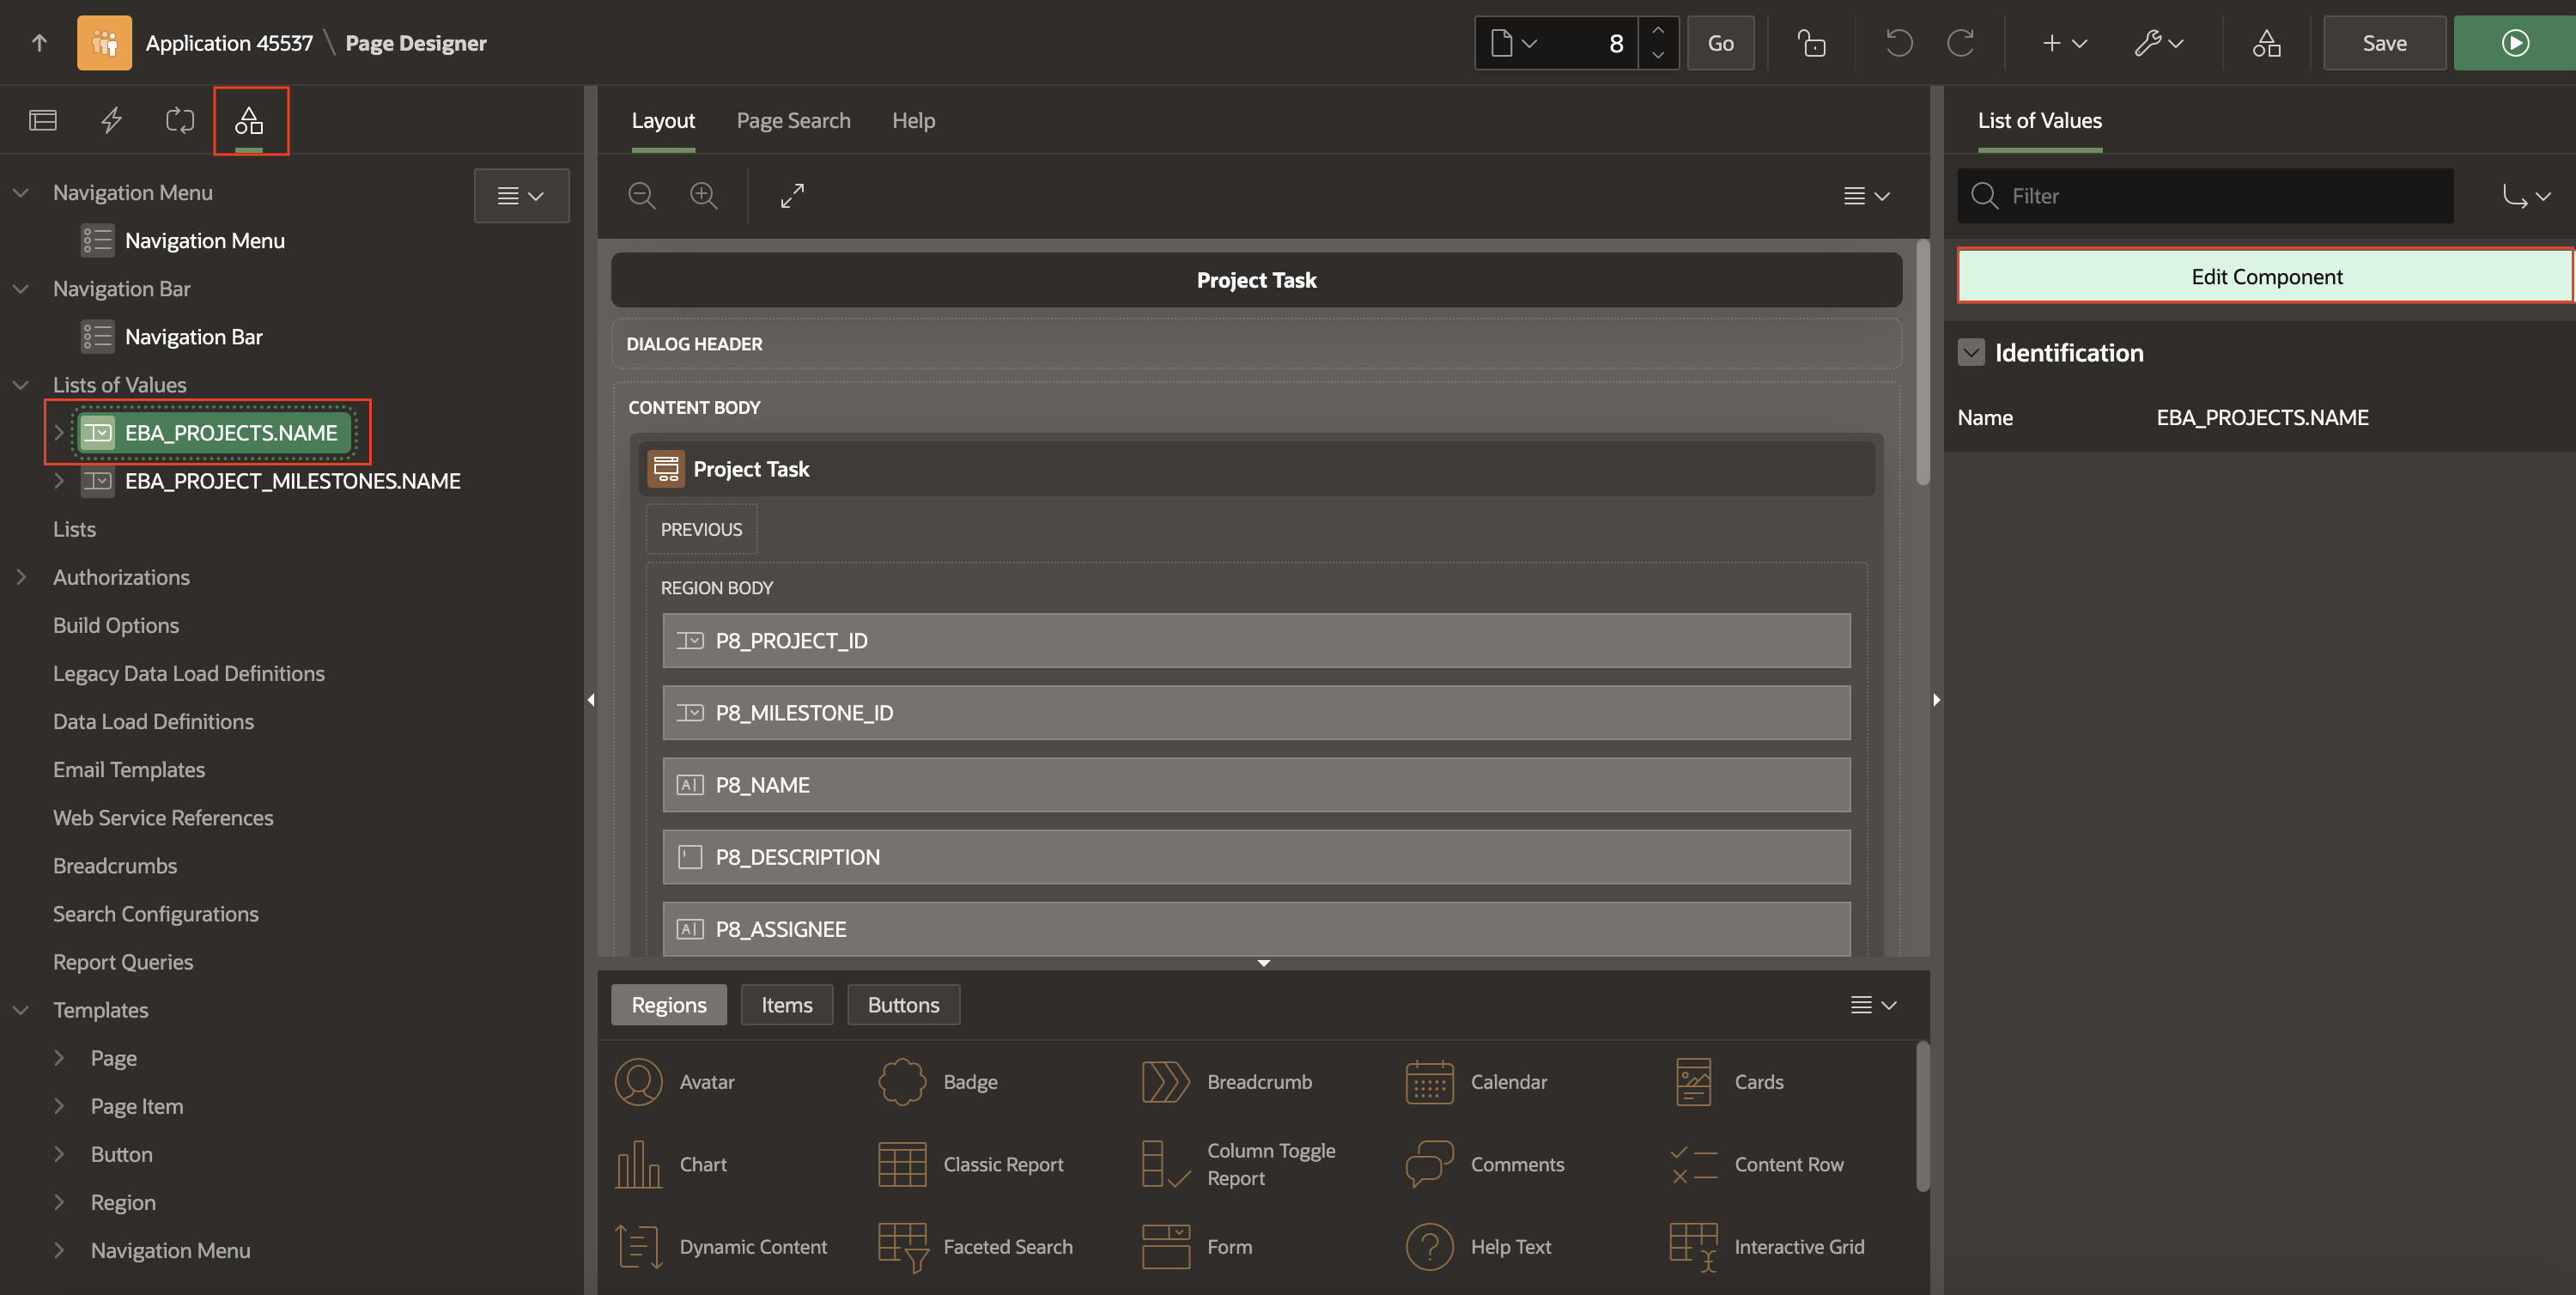 Application 45537 \ Page Designer
8
Go
Save
Navigation Menu
Navigation Menu
Navigation Bar
Navigation Bar
Lists of Values
EBA_PROJECTS.NAME
EBA_PROJECT_MILESTONES.NAME
Lists
Authorizations
Build Options
Legacy Data Load Definitions
Data Load Definitions
Email Templates
Web Service References
Breadcrumbs
Search Configurations
Report Queries
Templates
Page
Page Item
Button
Region
Navigation Menu
Layout
Page Search
Help
Project Task
DIALOG HEADER
CONTENT BODY
Project Task
PREVIOUS
REGION BODY
P8_PROJECT_ID
P8_MILESTONE_ID
P8_NAME
P8_DESCRIPTION
P8_ASSIGNEE
Regions
Items
Buttons
Avatar
Badge
Breadcrumb
Calendar
Cards
Chart
Classic Report
Column Toggle
Report
Comments
Content Row
Dynamic Content
Faceted Search
Form
Help Text
Interactive Grid
List of Values
Filter
Edit Component
Identification
Name
EBA_PROJECTS.NAME